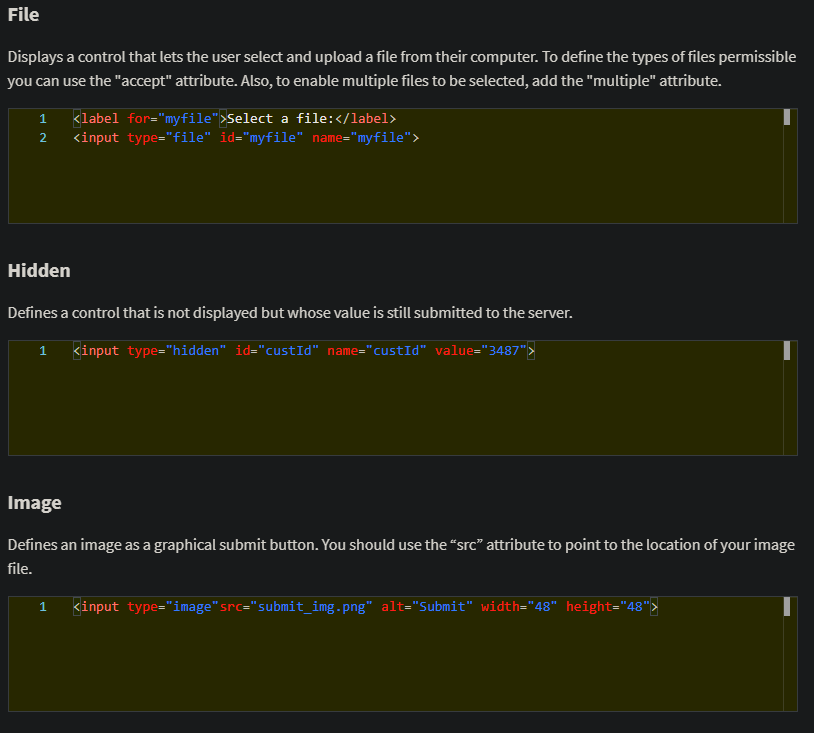 File
Displays a control that lets the user select and upload a file from their computer. To define the types of files permissible
you can use the "accept" attribute. Also, to enable multiple files to be selected, add the "multiple" attribute.
1 <label for="myfile">Select a file:</label>
2 <input type="file" id="myfile" name="myfile">
Hidden
Defines a control that is not displayed but whose value is still submitted to the server.
1 <input type="hidden" id="custId" name="custId" value="3487">
Image
Defines an image as a graphical submit button. You should use the “src” attribute to point to the location of your image
file.
1 <input type="image"src="submit_img.png" alt="Submit" width="48" height="48">